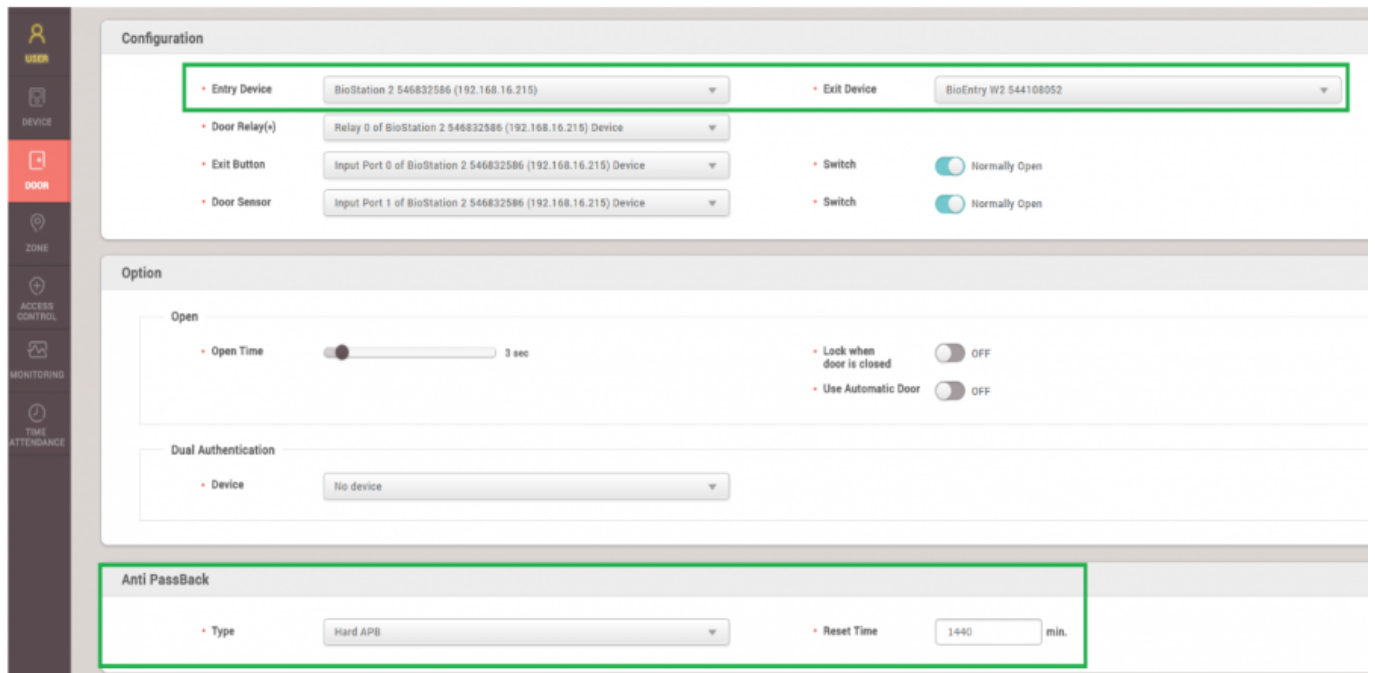 USER
DEVICE
DOOR
ZONE
ACCESS
CONTROL
MONITORING
TIME
ATTENDANCE
Configuration
Entry Device BioStation 2 546832586 (192.168.16.215) Exit Device BioEntry W2 544108052
Door Relay(*) Relay 0 of BioStation 2 546832586 (192.168.16.215) Device
Exit Button Input Port 0 of BioStation 2 546832586 (192.168.16.215) Device Switch Normally Open
Door Sensor Input Port 1 of BioStation 2 546832586 (192.168.16.215) Device Switch Normally Open
Option
Open
Open Time 3 sec Lock when
door is closed OFF
Use Automatic Door OFF
Dual Authentication
Device No device
Anti PassBack
Type Hard APB Reset Time 1440 min.